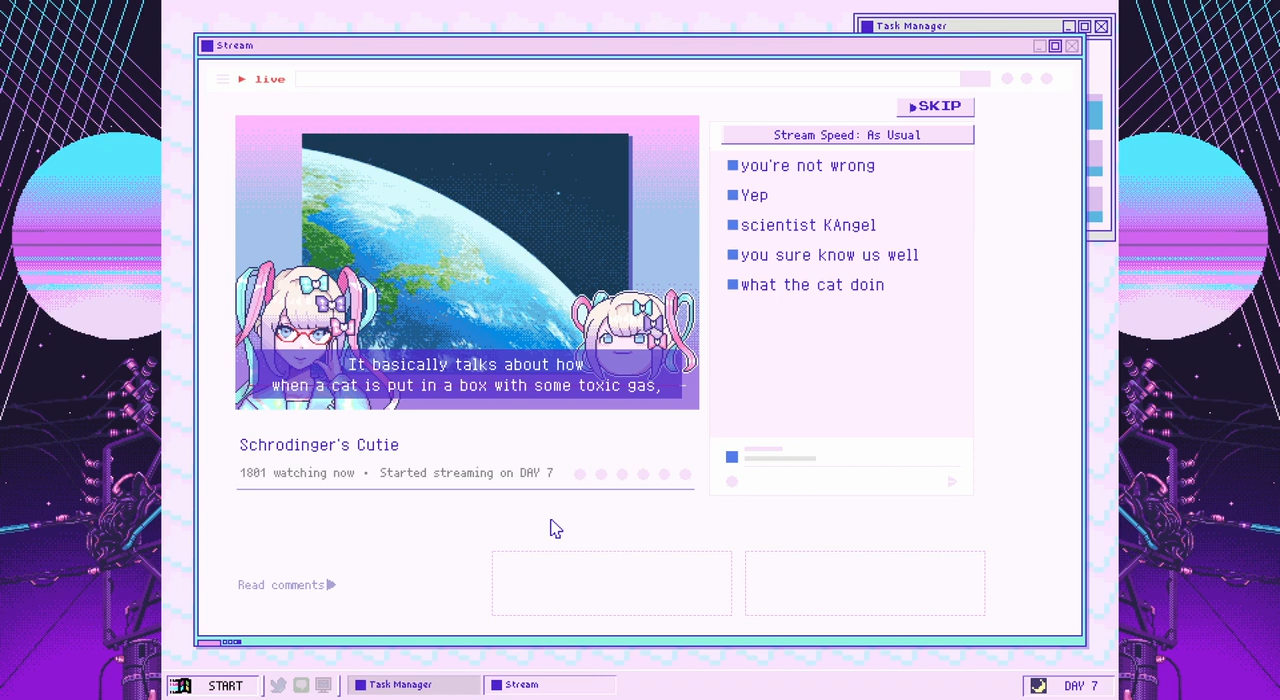 Task Manager
Stream
live
SKIP
Stream Speed: As Usual
you're not wrong
Yep
scientist KAngel
you sure know us well
what the cat doin
It basically talks about how
when a cat is put in a box with some toxic gas,
Schrodinger's Cutie
1801 watching now • Started streaming on DAY 7
Read comments
START
Task Manager
Stream
DAY 7